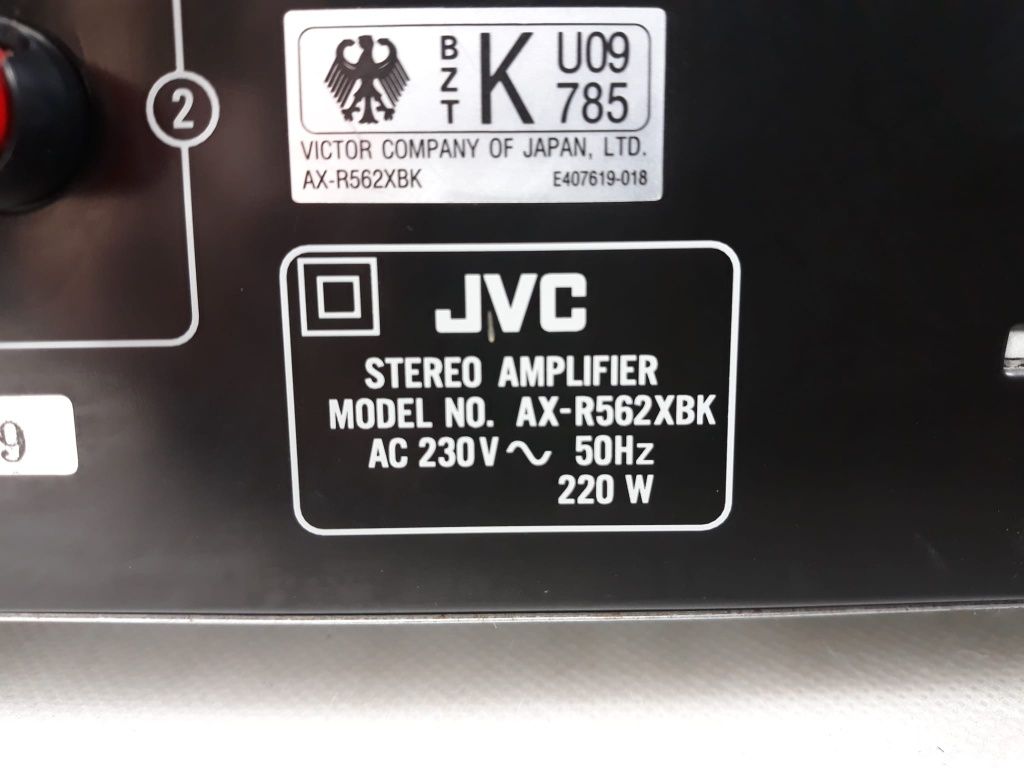 BZT K U09 785
VICTOR COMPANY OF JAPAN, LTD.
AX-R562XBK E407619-018
2
JVC
STEREO AMPLIFIER
MODEL NO. AX-R562XBK
AC 230V ~ 50Hz
220 W
9